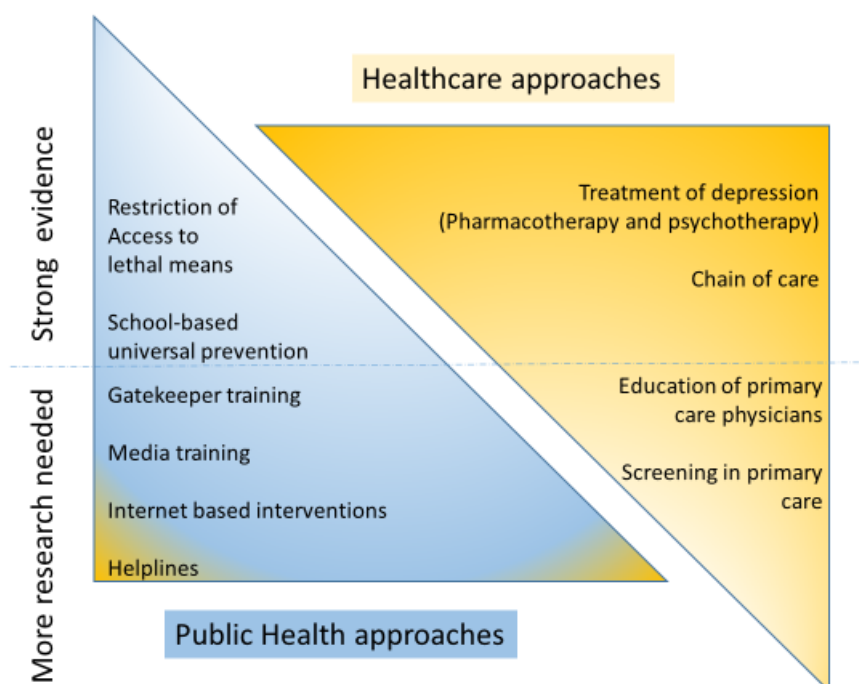 Healthcare approaches
Strong evidence
More research needed
Restriction of
Access to
lethal means
School-based
universal prevention
Gatekeeper training
Media training
Internet based interventions
Helplines
Treatment of depression
(Pharmacotherapy and psychotherapy)
Chain of care
Education of primary
care physicians
Screening in primary
care
Public Health approaches